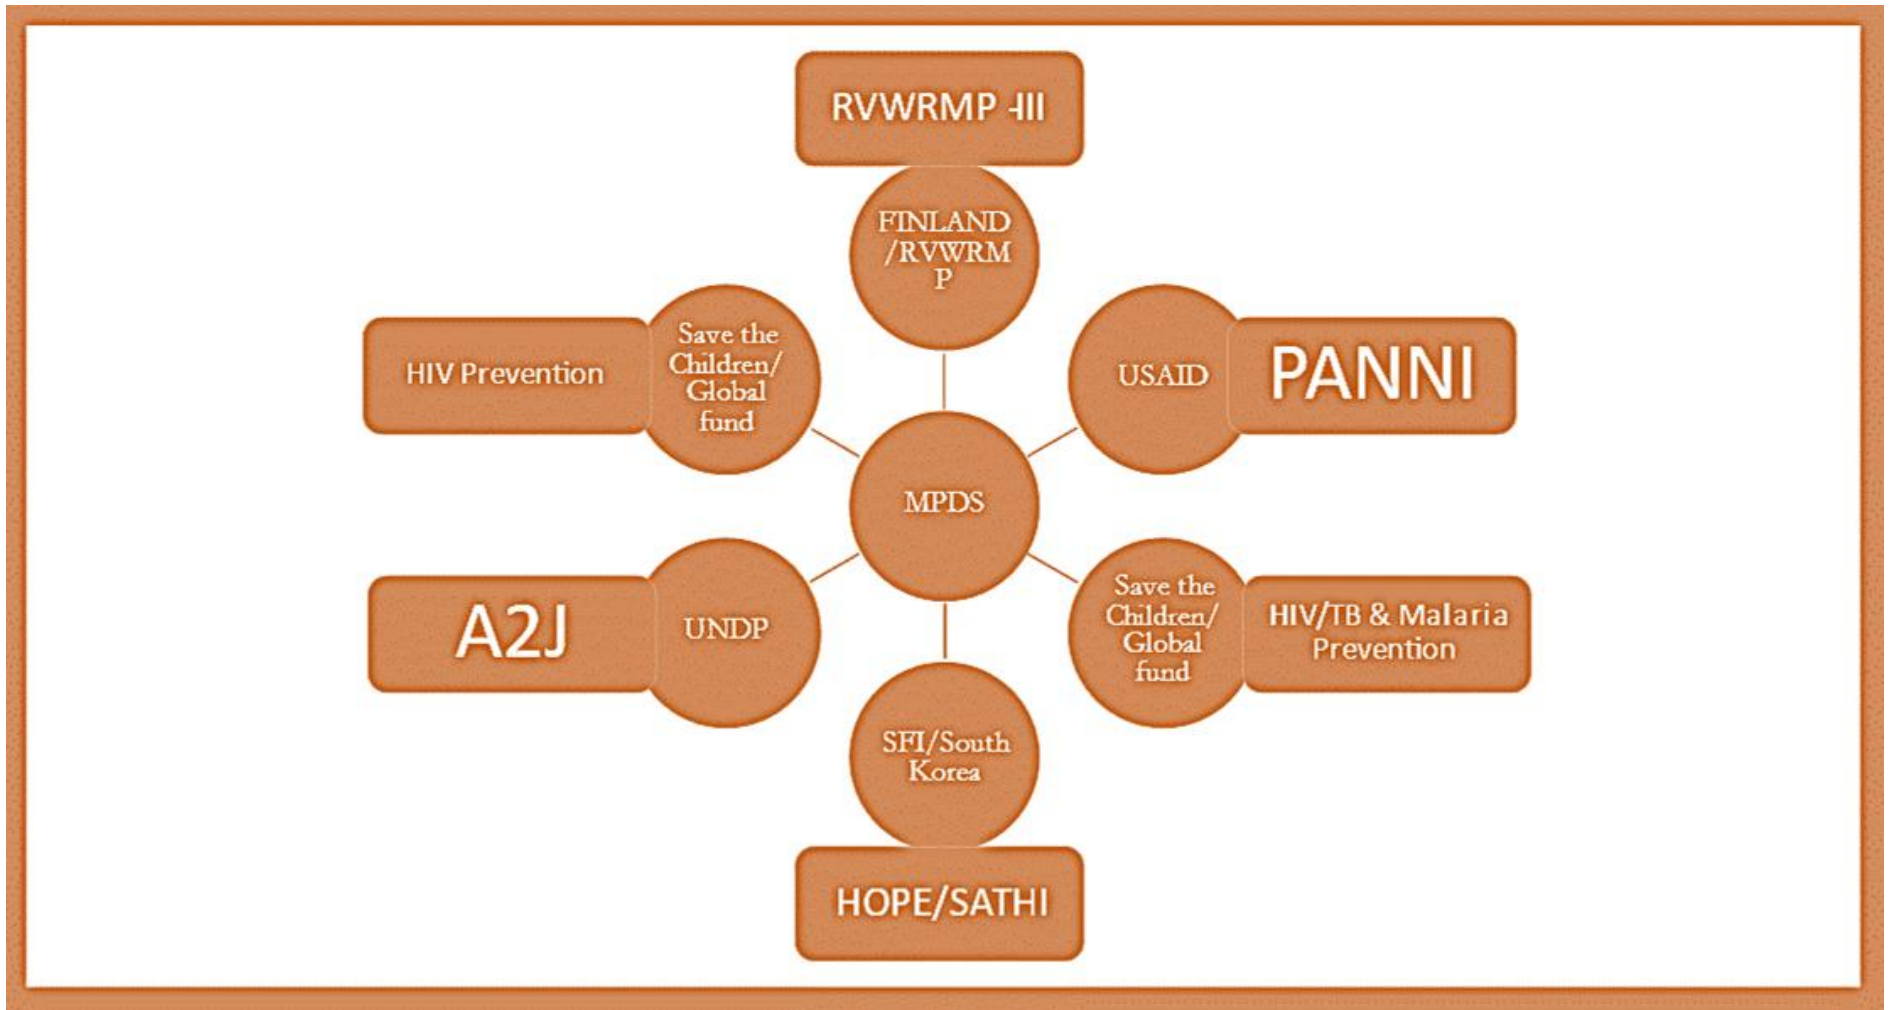 RVWRMP -III
FINLAND
/RVWRM
P
USAID
PANNI
Save the
Children/
Global
fund
HIV/TB & Malaria
Prevention
SFI/South
Korea
HOPE/SATHI
UNDP
A2J
Save the
Children/
Global
fund
HIV Prevention
MPDS